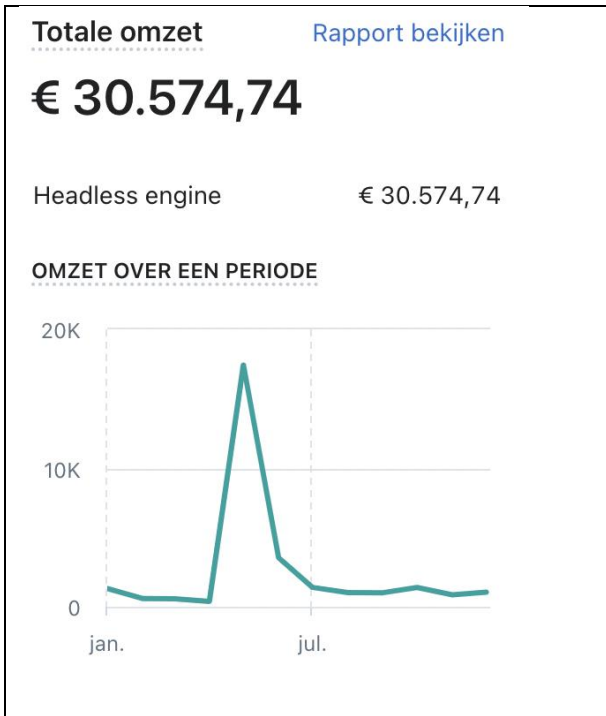 Totale omzet Rapport bekijken
€ 30.574,74
Headless engine € 30.574,74
OMZET OVER EEN PERIODE
20K
10K
0
jan. jul.